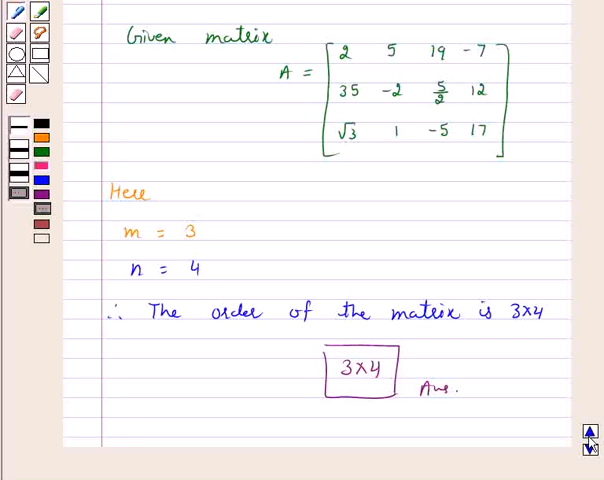 Given matrix
A = [ 2 5 19 -7
35 -2 5/2 12
√3 1 -5 17 ]
Here
m = 3
n = 4
∴ The order of the matrix is 3×4
3×4
Ans.